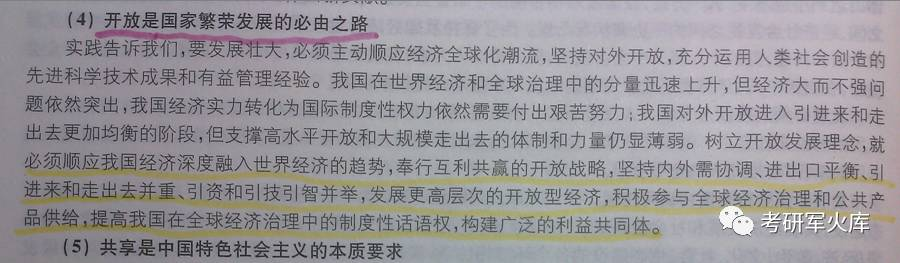 (4) 开放是国家繁荣发展的必由之路
实践告诉我们,要发展壮大,必须主动顺应经济全球化潮流,坚持对外开放,充分运用人类社会创造的
先进科学技术成果和有益管理经验。我国在世界经济和全球治理中的分量迅速上升,但经济大而不强问
题依然突出,我国经济实力转化为国际制度性权力依然需要付出艰苦努力;我国对外开放进入引进来和走
出去更加均衡的阶段,但支撑高水平开放和大规模走出去的体制和力量仍显薄弱。树立开放发展理念,就
必须顺应我国经济深度融入世界经济的趋势,奉行互利共赢的开放战略,坚持内外需协调、进出口平衡、引
进来和走出去并重、引资和引技引智并举,发展更高层次的开放型经济,积极参与全球经济治理和公共产
品供给,提高我国在全球经济治理中的制度性话语权,构建广泛的利益共同体。
考研军火库
(5) 共享是中国特色社会主义的本质要求